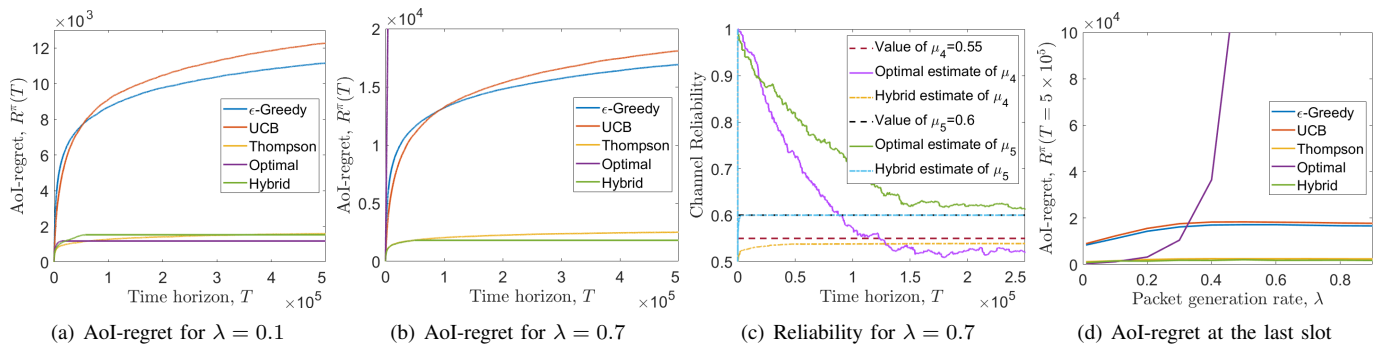 ×10³
12
10
8
6
4
2
0
AoI-regret, R^π(T)
ϵ-Greedy
UCB
Thompson
Optimal
Hybrid
0 1 2 3 4 5
Time horizon, T
×10⁵
(a) AoI-regret for λ = 0.1
×10⁴
2
1.5
1
0.5
0
AoI-regret, R^π(T)
ϵ-Greedy
UCB
Thompson
Optimal
Hybrid
0 1 2 3 4 5
Time horizon, T
×10⁵
(b) AoI-regret for λ = 0.7
1
0.9
0.8
0.7
0.6
0.5
Channel Reliability
Value of μ₄=0.55
Optimal estimate of μ₄
Hybrid estimate of μ₄
Value of μ₅=0.6
Optimal estimate of μ₅
Hybrid estimate of μ₅
0 0.5 1 1.5 2 2.5
Time horizon, T
×10⁵
(c) Reliability for λ = 0.7
×10⁴
10
8
6
4
2
0
AoI-regret, R^π(T = 5 × 10⁵)
ϵ-Greedy
UCB
Thompson
Optimal
Hybrid
0 0.2 0.4 0.6 0.8
Packet generation rate, λ
(d) AoI-regret at the last slot